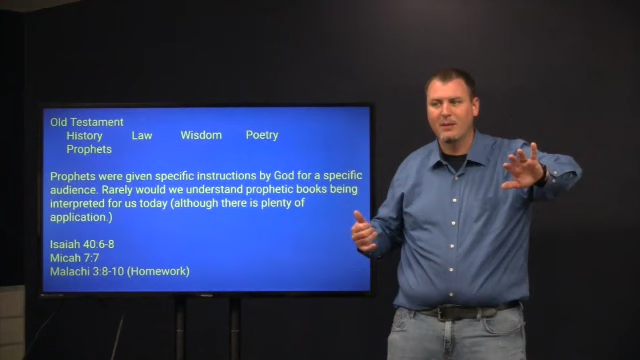 Old Testament
History Law Wisdom Poetry
Prophets
Prophets were given specific instructions by God for a specific
audience. Rarely would we understand prophetic books being
interpreted for us today (although there is plenty of
application.)
Isaiah 40:6-8
Micah 7:7
Malachi 3:8-10 (Homework)